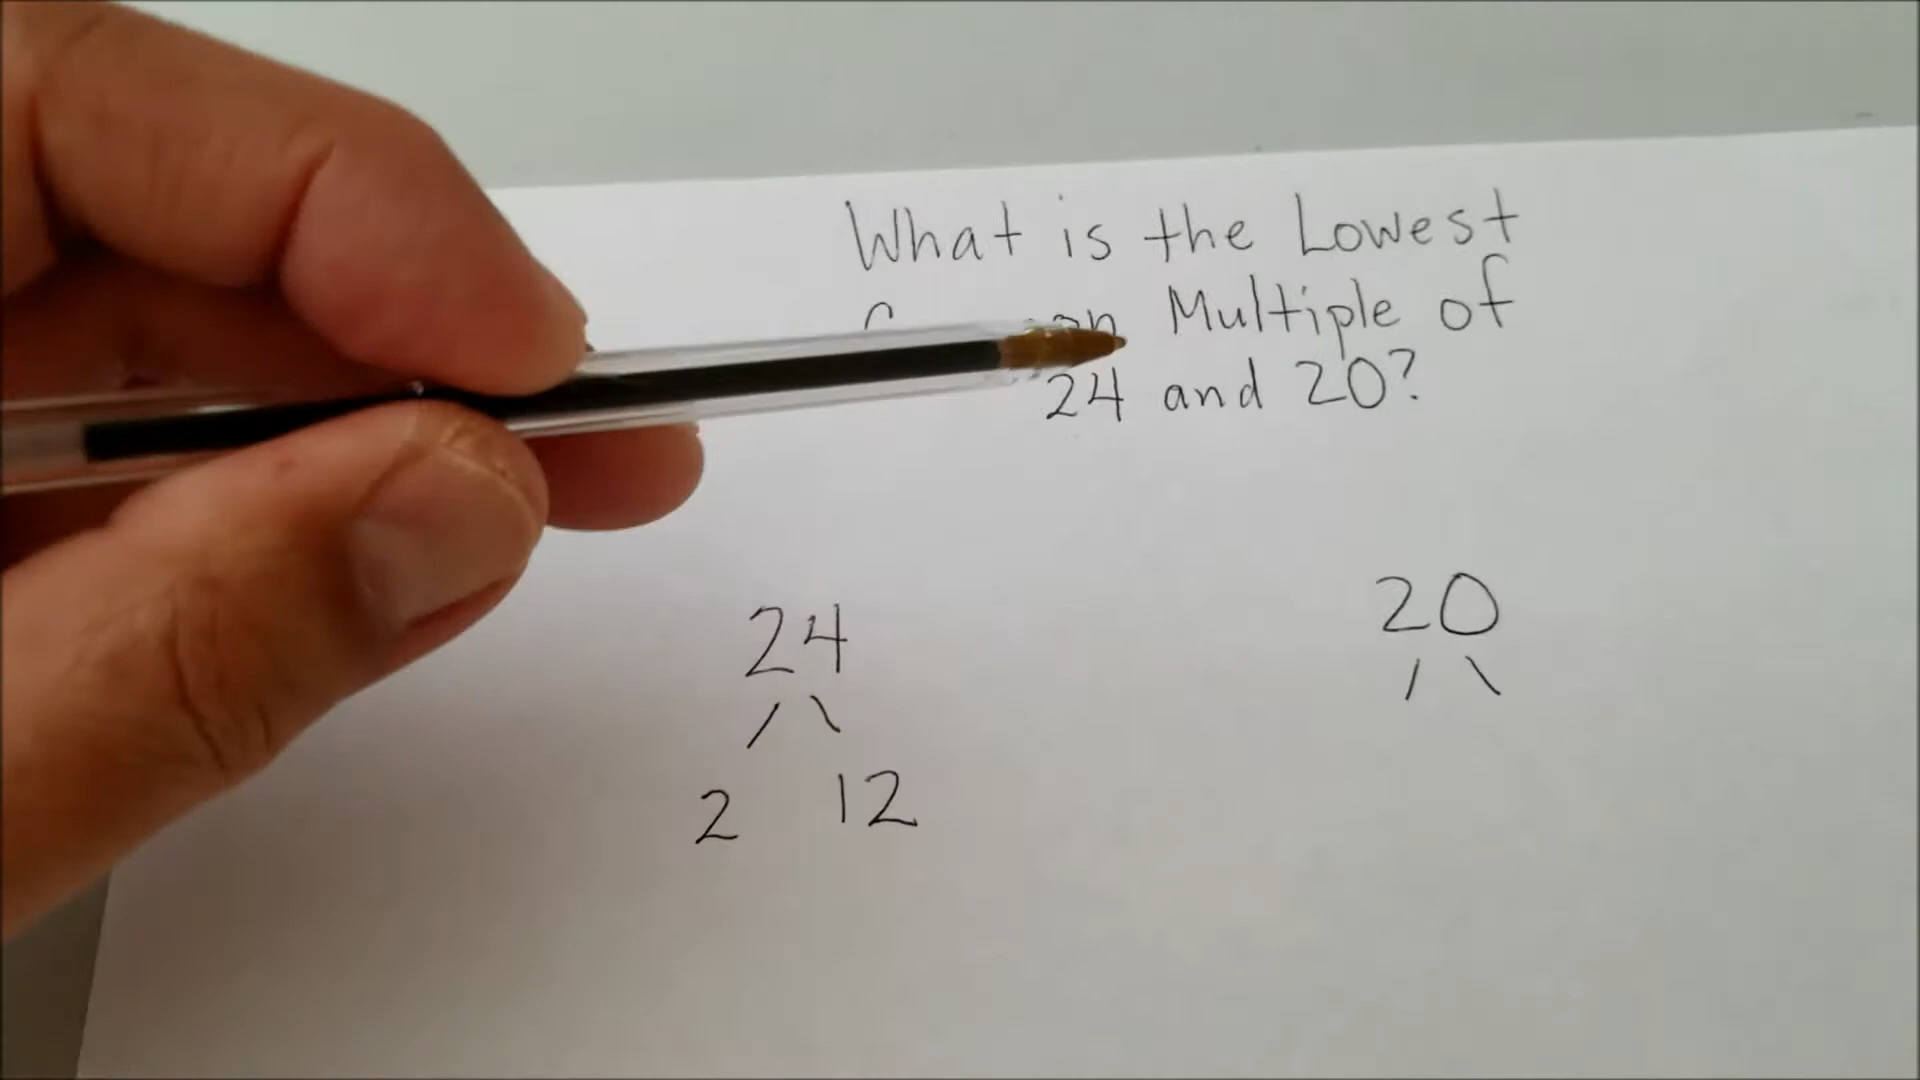 What is the Lowest
Multiple of
24 and 20?
24 20
2 12